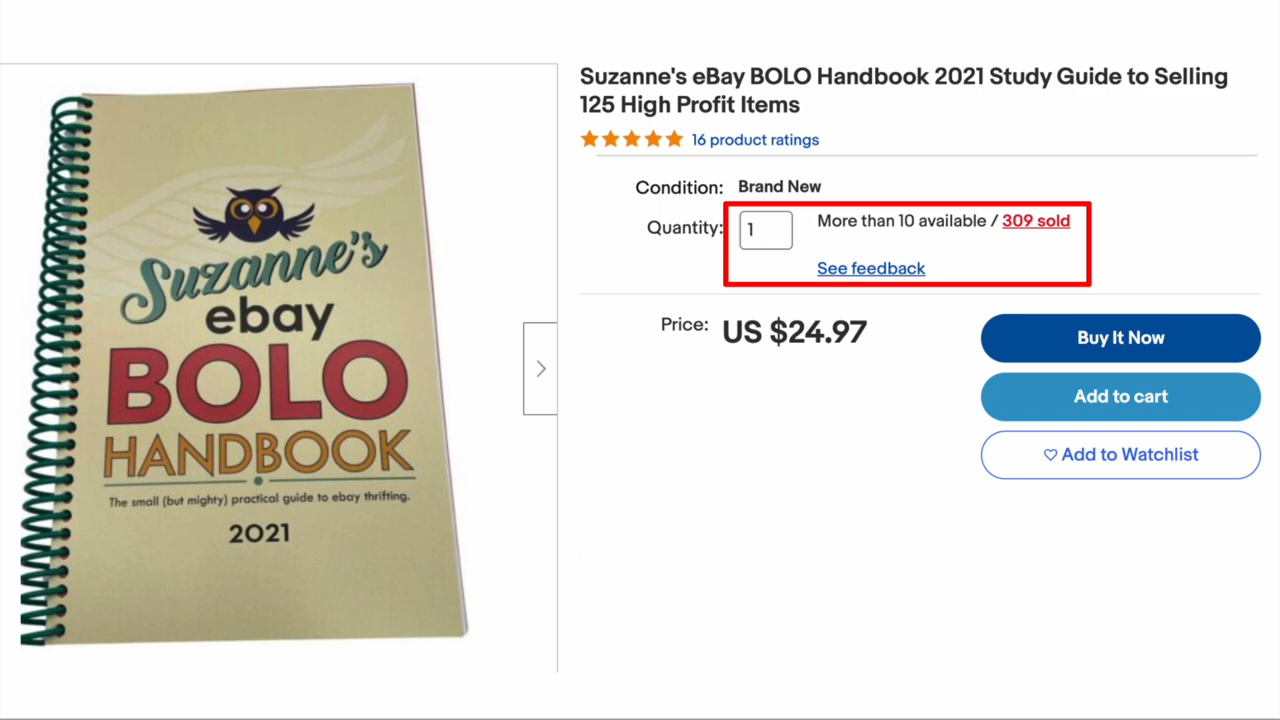 Suzanne's
ebay
BOLO
HANDBOOK
The small (but mighty) practical guide to ebay thrifting.
2021
Suzanne's eBay BOLO Handbook 2021 Study Guide to Selling
125 High Profit Items
16 product ratings
Condition: Brand New
Quantity: 1 More than 10 available / 309 sold
See feedback
Price: US $24.97
Buy It Now
Add to cart
Add to Watchlist